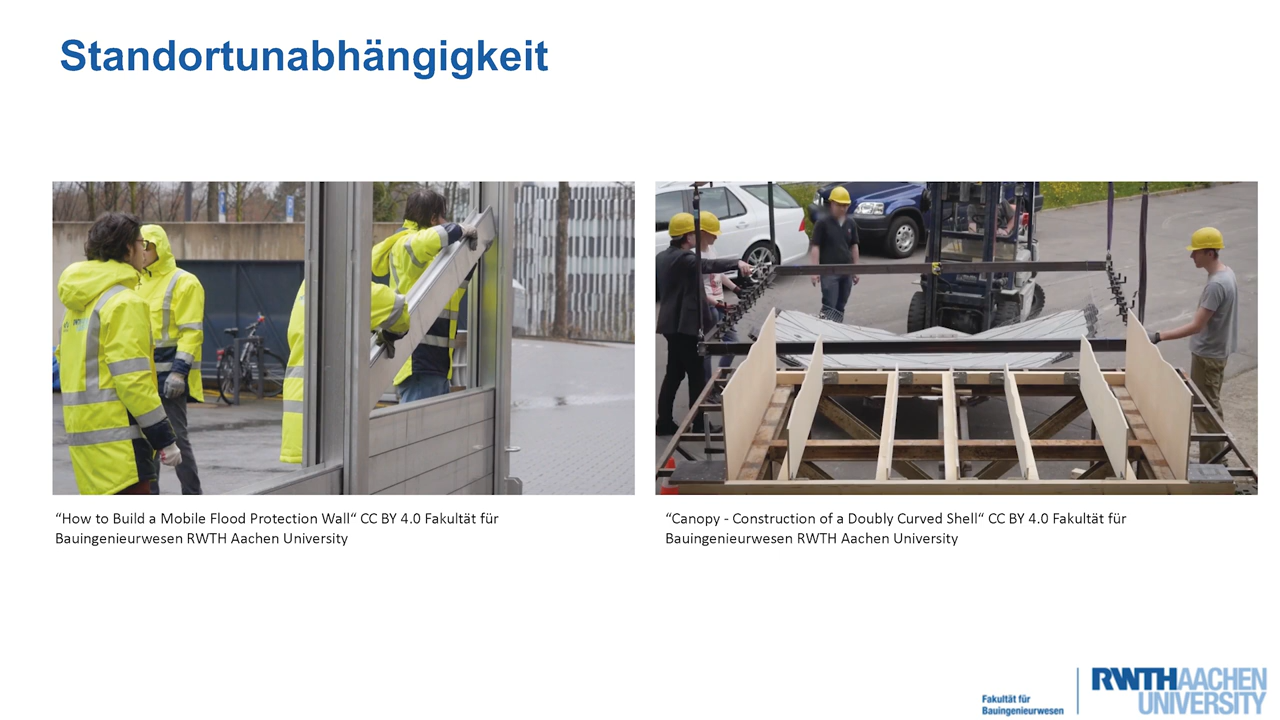 Standortunabhängigkeit
“How to Build a Mobile Flood Protection Wall“ CC BY 4.0 Fakultät für
Bauingenieurwesen RWTH Aachen University
“Canopy - Construction of a Doubly Curved Shell“ CC BY 4.0 Fakultät für
Bauingenieurwesen RWTH Aachen University
Fakultät für
Bauingenieurwesen
RWTHAACHEN
UNIVERSITY